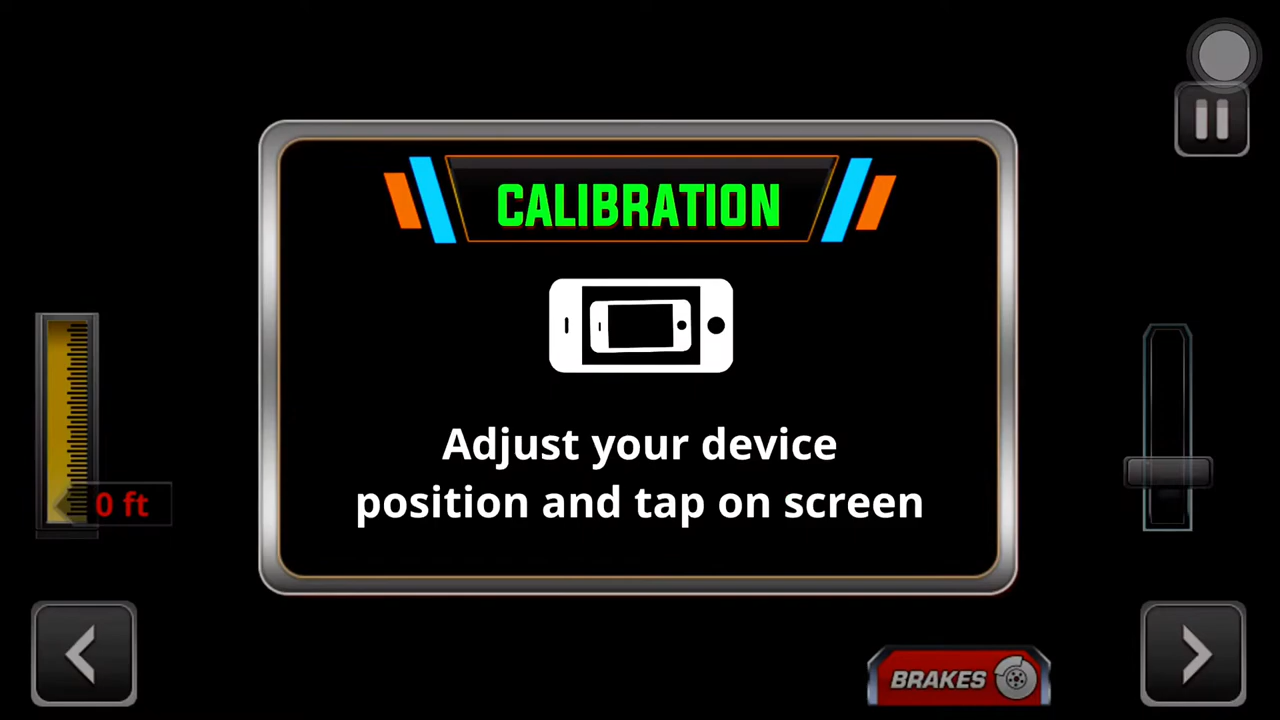 CALIBRATION
Adjust your device
position and tap on screen
0 ft
BRAKES